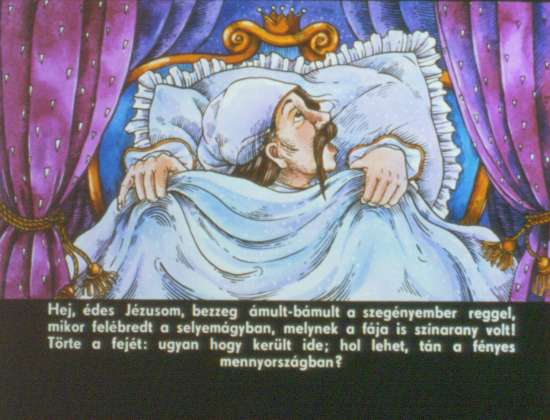 Hej, édes Jézusom, bezzeg ámult-bámult a szegényember reggel,
mikor felébredt a selyemágyban, melynek a fája is színarany volt!
Törte a fejét: ugyan hogy került ide; hol lehet, tán a fényes
mennyországban?